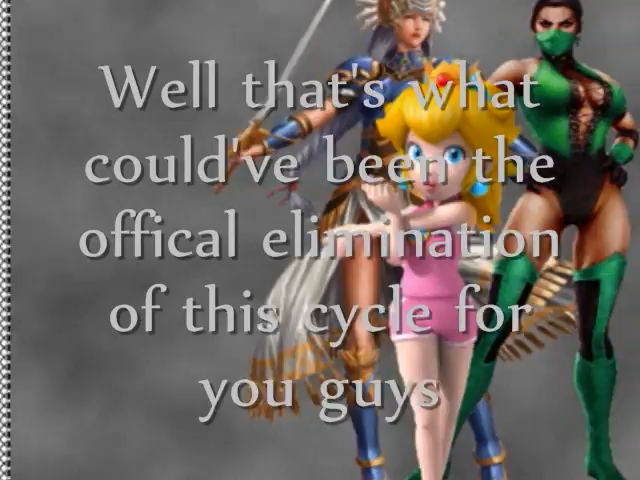 Well that's what
could've been the
offical elimination
of this cycle for
you guys